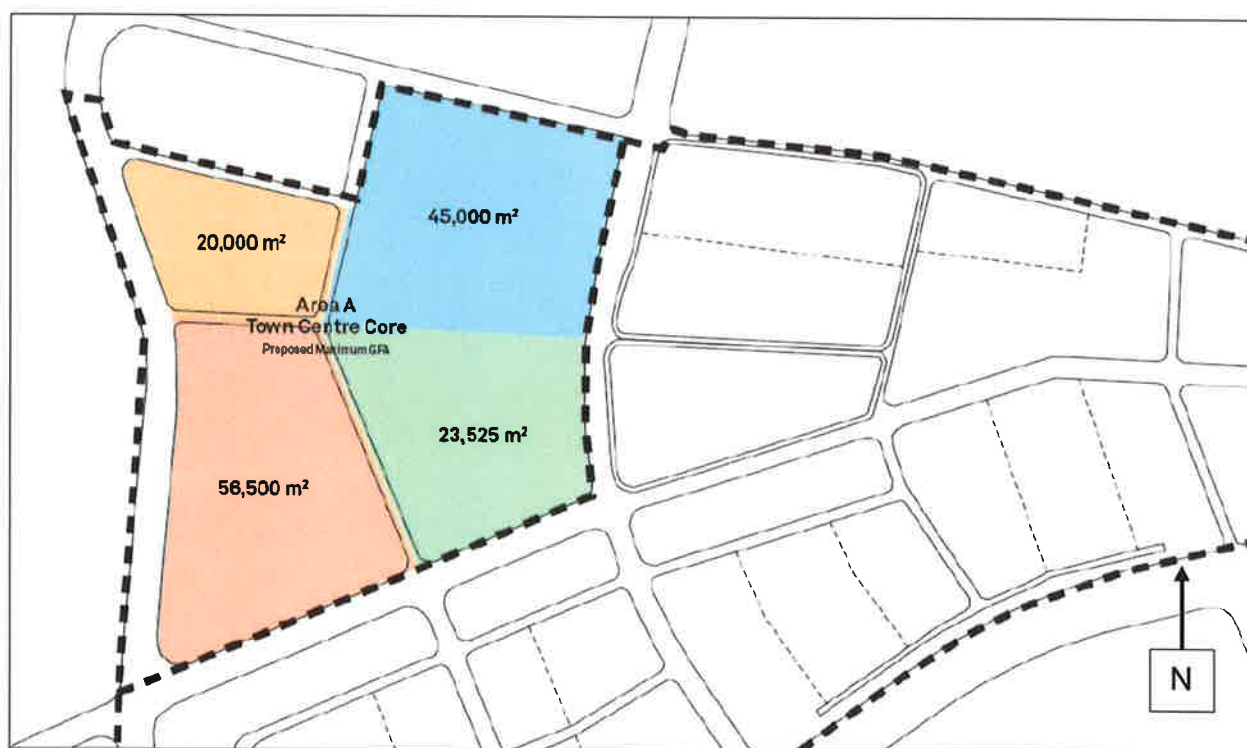 45,000 m²
20,000 m²
Area A
Town Centre Core
Proposed Maximum GFA
23,525 m²
56,500 m²
N